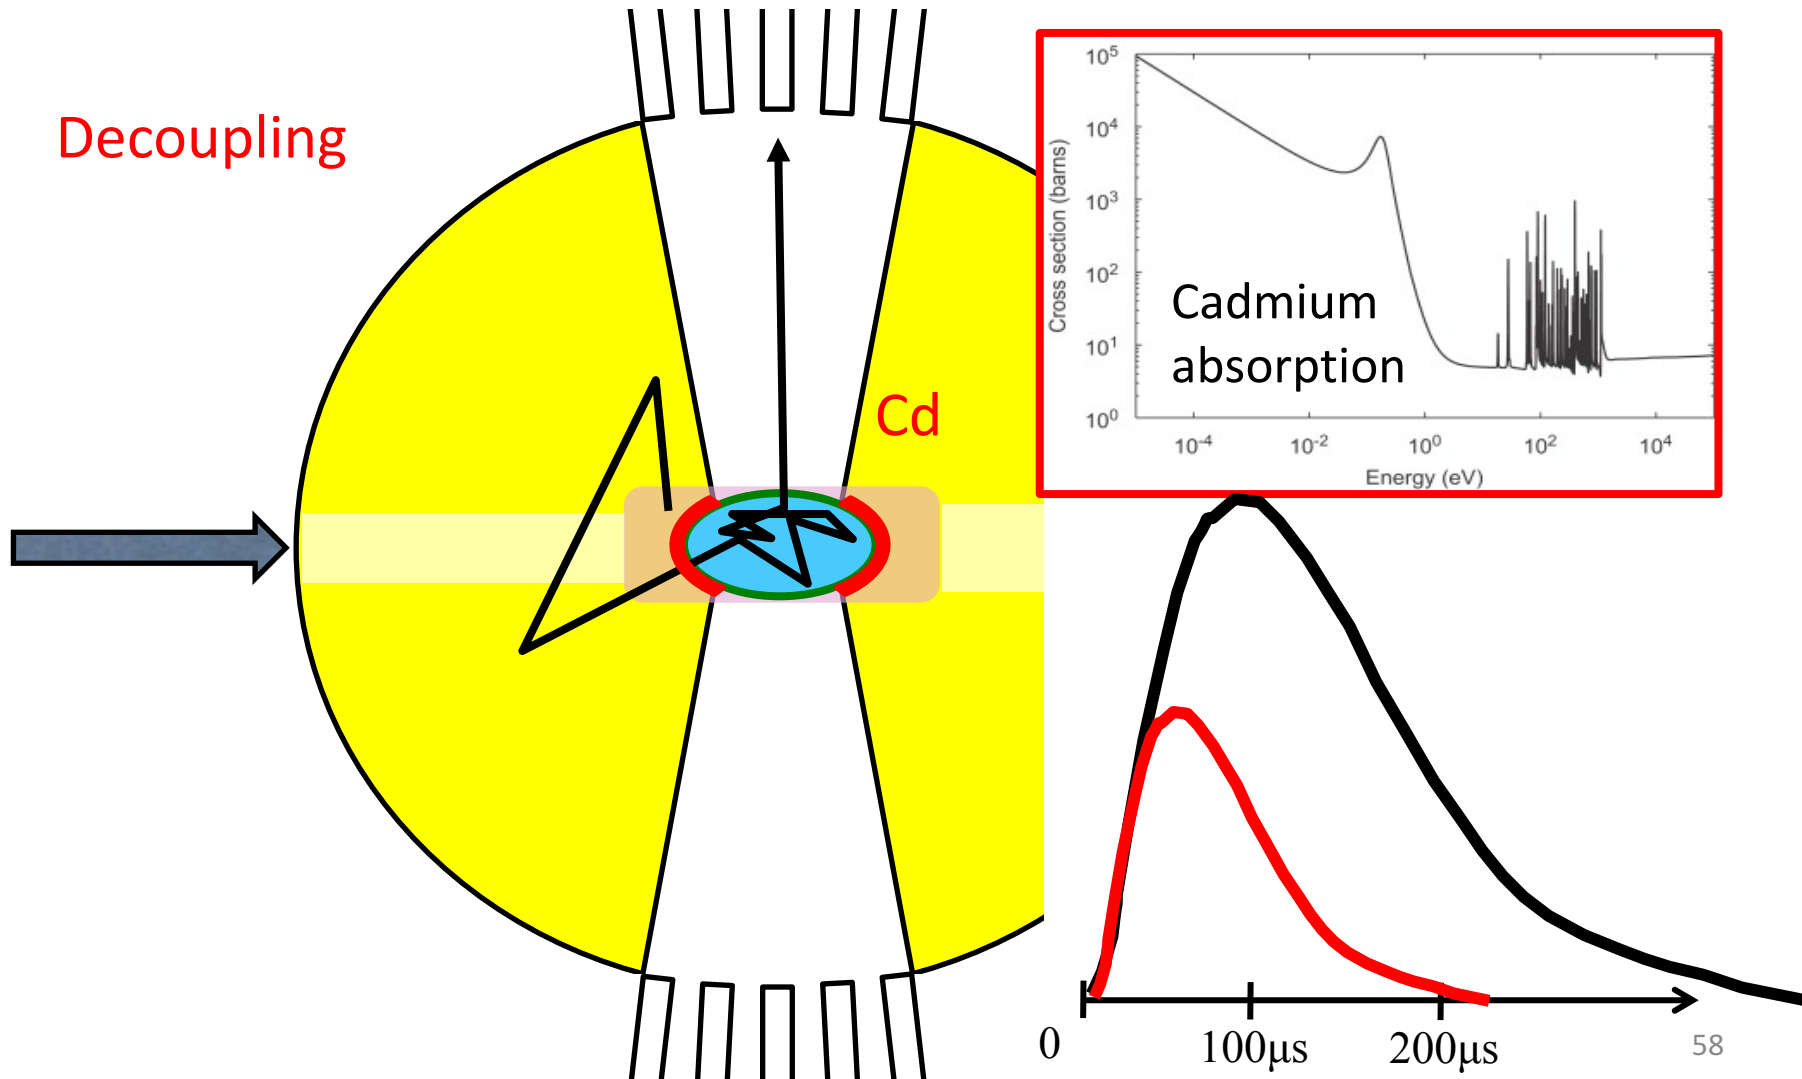 Decoupling
Cd
10⁵
10⁴
10³
10²
10¹
10⁰
Cross section (barns)
Cadmium
absorption
10⁻⁴ 10⁻² 10⁰ 10² 10⁴
Energy (eV)
0 100μs 200μs
58